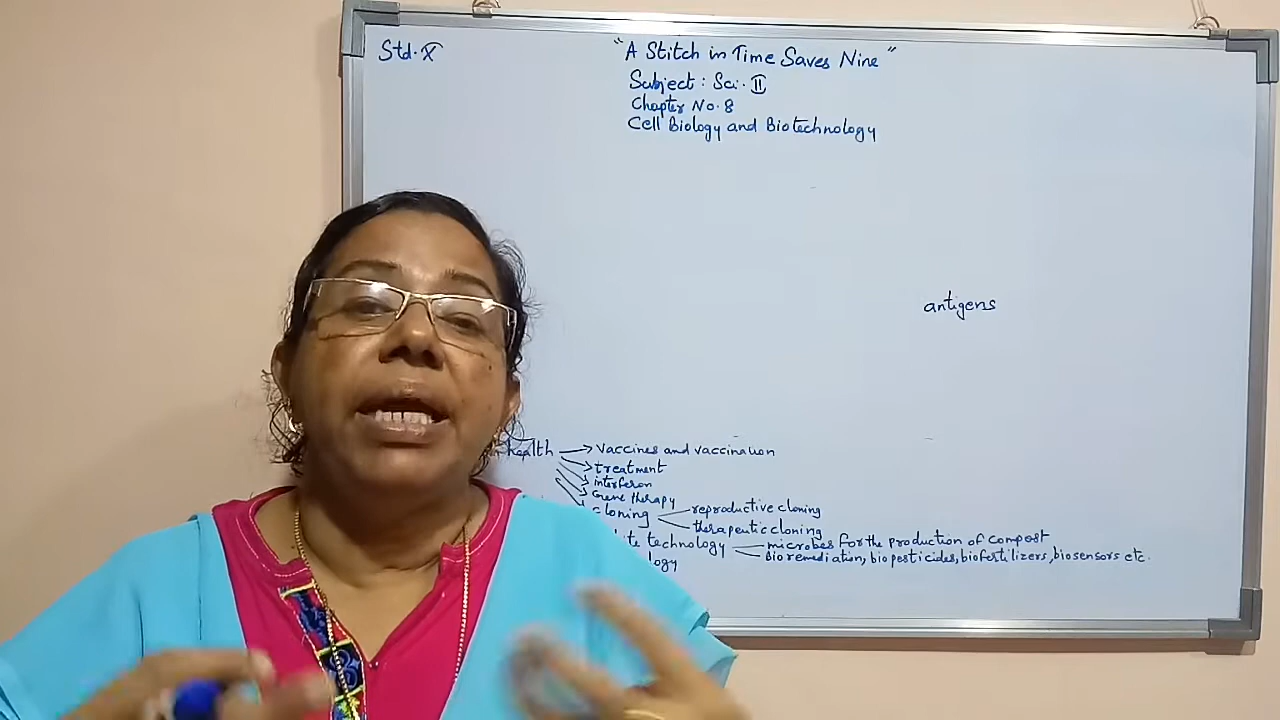 Std. X
"A Stitch in Time Saves Nine"
Subject: Sci. II
Chapter No. 8
Cell Biology and Biotechnology
antigens
health → Vaccines and vaccination
treatment
interferon
Gene therapy
cloning reproductive cloning
therapeutic cloning
technology microbes for the production of compost
bioremediation, biopesticides, biofertilizers, biosensors etc.